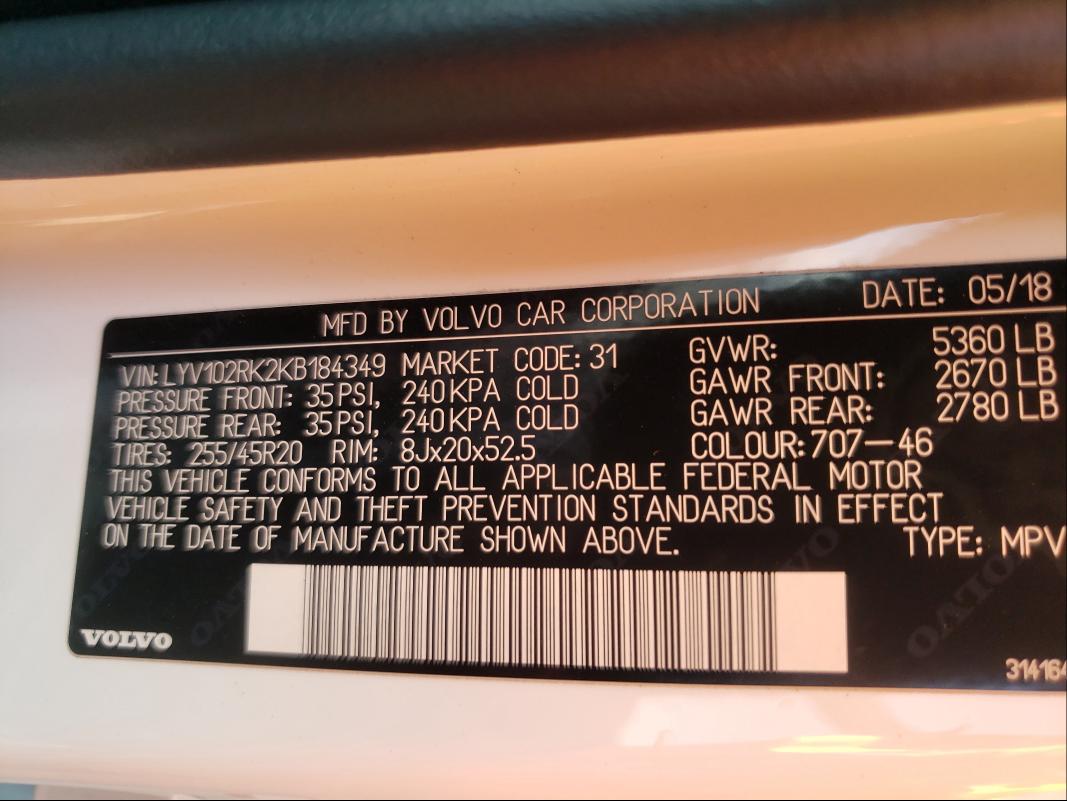 MFD BY VOLVO CAR CORPORATION DATE: 05/18
VIN: LYV102RK2KB184349 MARKET CODE: 31 GVWR: 5360 LB
PRESSURE FRONT: 35 PSI, 240 KPA COLD GAWR FRONT: 2670 LB
PRESSURE REAR: 35 PSI, 240 KPA COLD GAWR REAR: 2780 LB
TIRES: 255/45R20 RIM: 8Jx20x52.5 COLOUR: 707-46
THIS VEHICLE CONFORMS TO ALL APPLICABLE FEDERAL MOTOR
VEHICLE SAFETY AND THEFT PREVENTION STANDARDS IN EFFECT
ON THE DATE OF MANUFACTURE SHOWN ABOVE. TYPE: MPV
VOLVO
314164